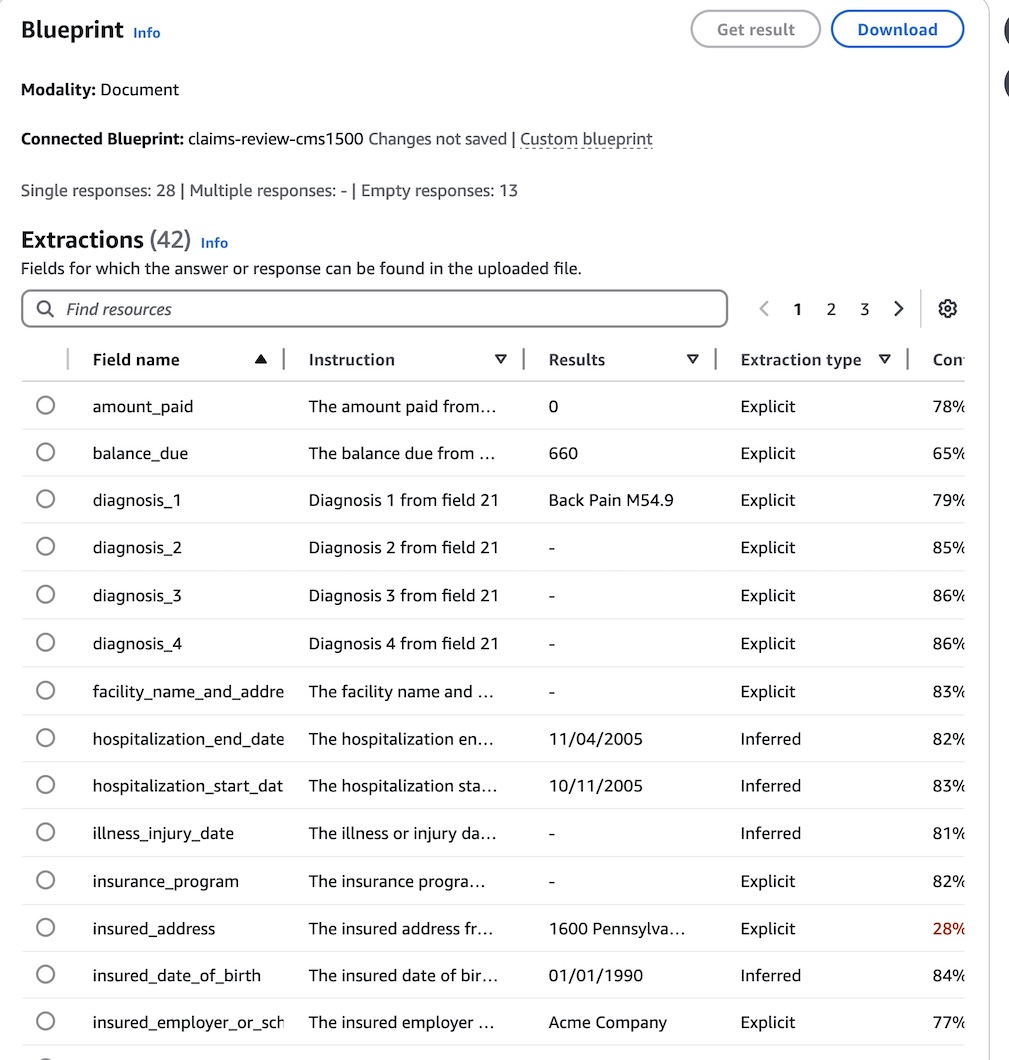 Blueprint Info Get result Download
Modality: Document
Connected Blueprint: claims-review-cms1500 Changes not saved | Custom blueprint
Single responses: 28 | Multiple responses: - | Empty responses: 13
Extractions (42) Info
Fields for which the answer or response can be found in the uploaded file.
Find resources 1 2 3
Field name Instruction Results Extraction type Con
amount_paid The amount paid from... 0 Explicit 78%
balance_due The balance due from ... 660 Explicit 65%
diagnosis_1 Diagnosis 1 from field 21 Back Pain M54.9 Explicit 79%
diagnosis_2 Diagnosis 2 from field 21 - Explicit 85%
diagnosis_3 Diagnosis 3 from field 21 - Explicit 86%
diagnosis_4 Diagnosis 4 from field 21 - Explicit 86%
facility_name_and_addre The facility name and ... - Explicit 83%
hospitalization_end_date The hospitalization en... 11/04/2005 Inferred 82%
hospitalization_start_dat The hospitalization sta... 10/11/2005 Inferred 83%
illness_injury_date The illness or injury da... - Inferred 81%
insurance_program The insurance progra... - Explicit 82%
insured_address The insured address fr... 1600 Pennsylva... Explicit 28%
insured_date_of_birth The insured date of bir... 01/01/1990 Inferred 84%
insured_employer_or_sch The insured employer ... Acme Company Explicit 77%